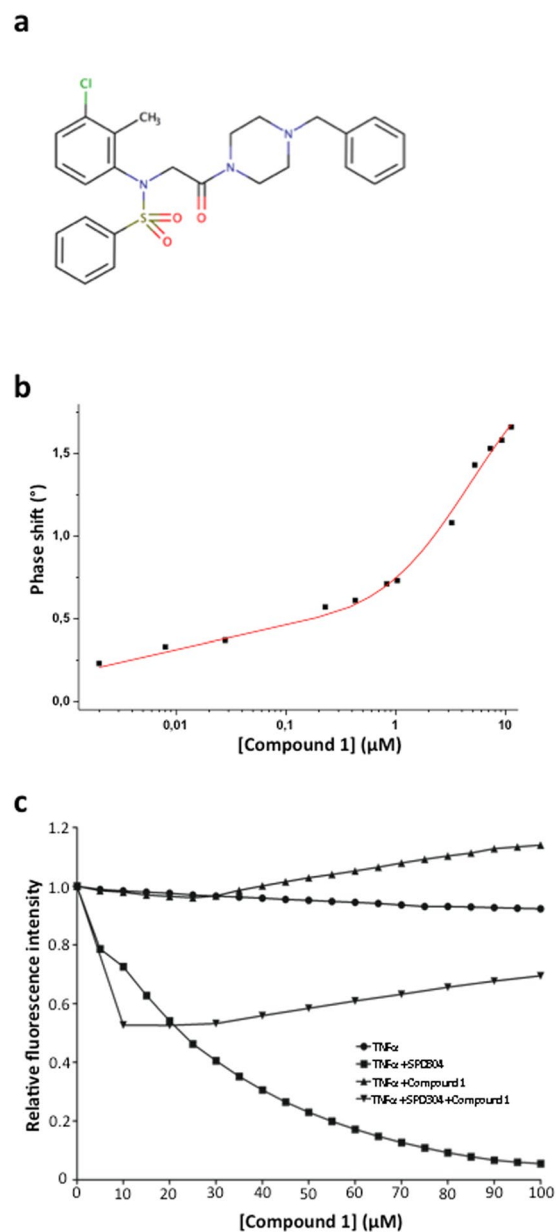 a
Cl
CH3
N
N
N
O
S
O
O
b
Phase shift (°)
1,5
1,0
0,5
0,0
0,01 0,1 1 10
[Compound 1] (µM)
c
Relative fluorescence intensity
1.2
1.0
0.8
0.6
0.4
0.2
0
TNFα
TNFα+SPD304
TNFα+Compound 1
TNFα+SPD304+Compound 1
0 10 20 30 40 50 60 70 80 90 100
[Compound 1] (µM)